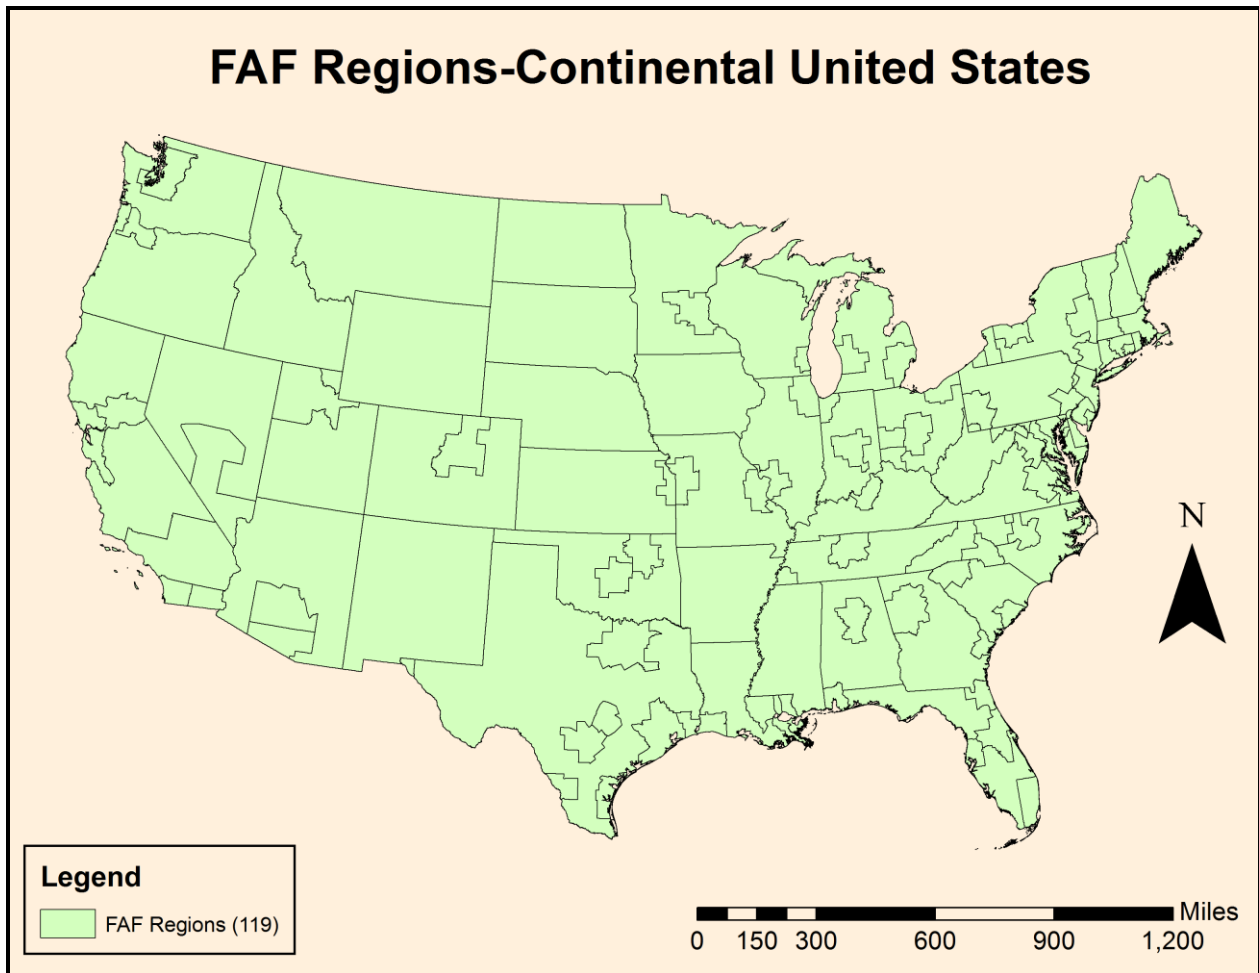 FAF Regions-Continental United States
N
Legend
FAF Regions (119)
Miles
0 150 300 600 900 1,200